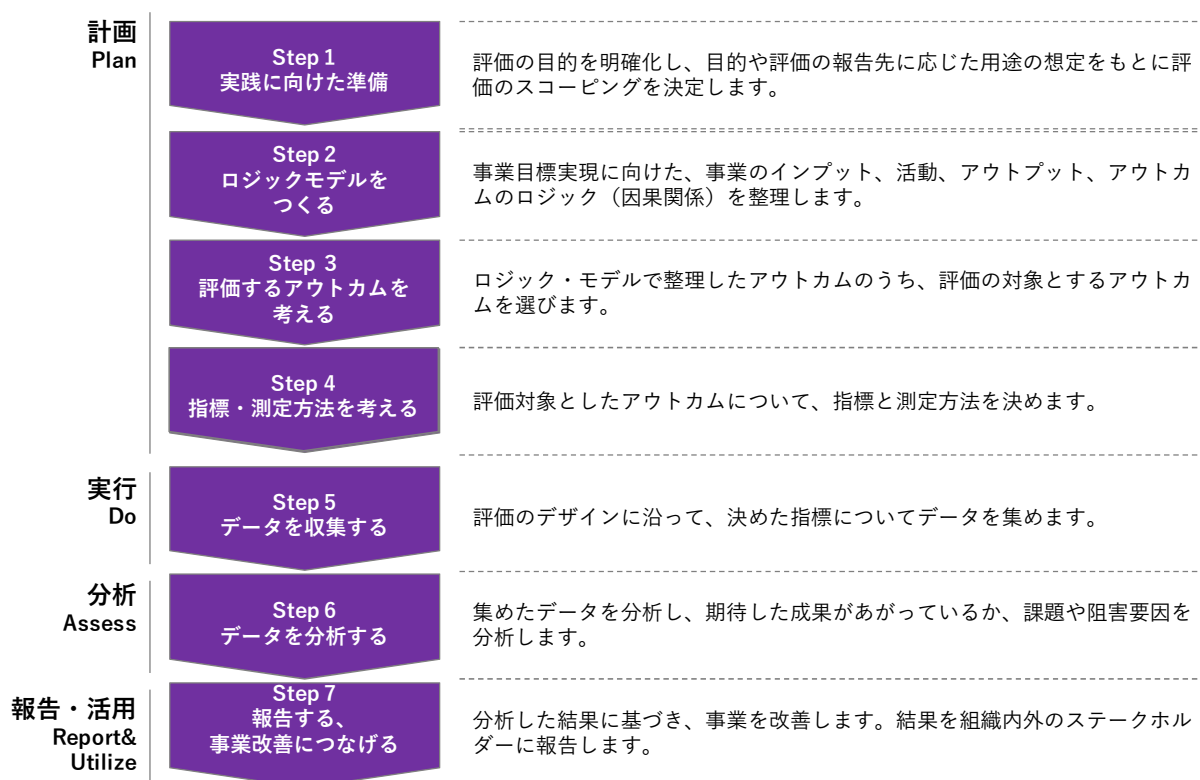 計画
Plan
Step 1
実践に向けた準備
評価の目的を明確化し、目的や評価の報告先に応じた用途の想定をもとに評
価のスコーピングを決定します。
Step 2
ロジックモデルを
つくる
事業目標実現に向けた、事業のインプット、活動、アウトプット、アウトカ
ムのロジック（因果関係）を整理します。
Step 3
評価するアウトカムを
考える
ロジック・モデルで整理したアウトカムのうち、評価の対象とするアウトカ
ムを選びます。
Step 4
指標・測定方法を考える
評価対象としたアウトカムについて、指標と測定方法を決めます。
実行
Do
Step 5
データを収集する
評価のデザインに沿って、決めた指標についてデータを集めます。
分析
Assess
Step 6
データを分析する
集めたデータを分析し、期待した成果があがっているか、課題や阻害要因を
分析します。
報告・活用
Report&
Utilize
Step 7
報告する、
事業改善につなげる
分析した結果に基づき、事業を改善します。結果を組織内外のステークホル
ダーに報告します。